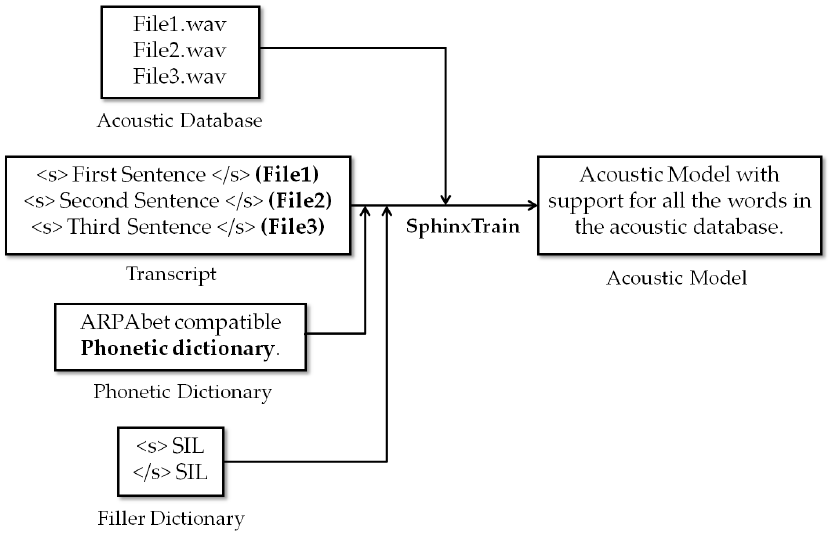 File1.wav
File2.wav
File3.wav
Acoustic Database
<s> First Sentence </s> (File1)
<s> Second Sentence </s> (File2)
<s> Third Sentence </s> (File3)
Transcript
SphinxTrain
Acoustic Model with
support for all the words in
the acoustic database.
Acoustic Model
ARPAbet compatible
Phonetic dictionary.
Phonetic Dictionary
<s> SIL
</s> SIL
Filler Dictionary